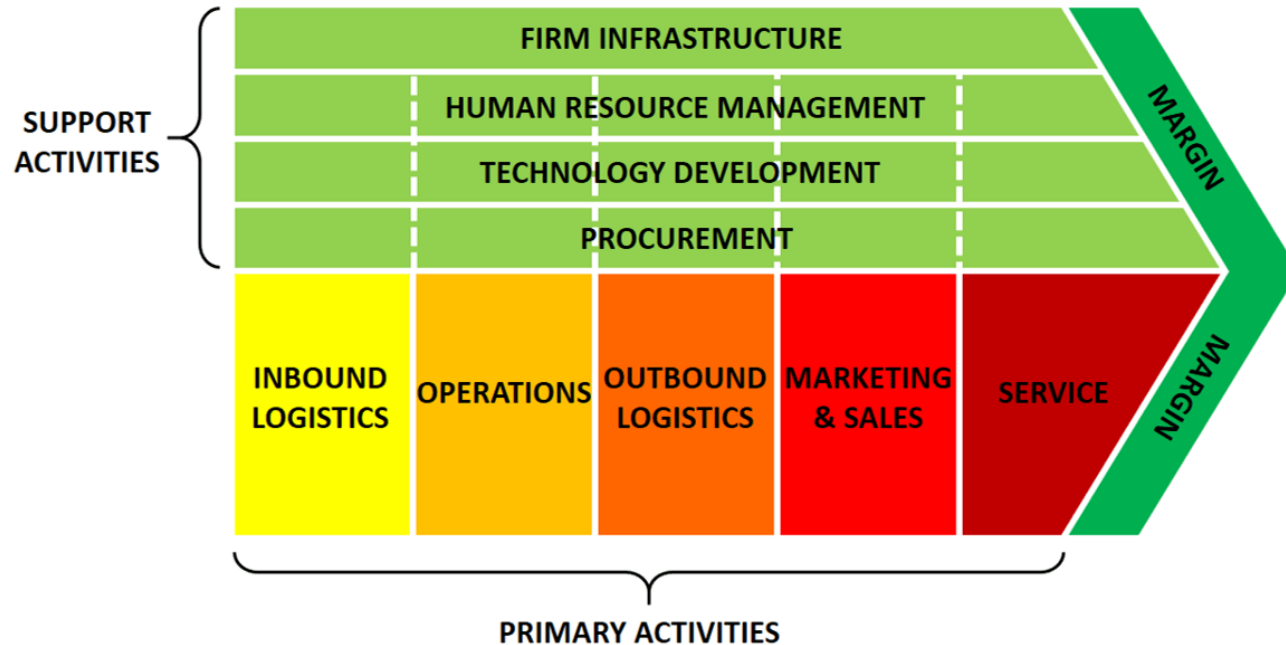 FIRM INFRASTRUCTURE
HUMAN RESOURCE MANAGEMENT
TECHNOLOGY DEVELOPMENT
PROCUREMENT
SUPPORT
ACTIVITIES
MARGIN
MARGIN
INBOUND
LOGISTICS
OPERATIONS
OUTBOUND
LOGISTICS
MARKETING
& SALES
SERVICE
PRIMARY ACTIVITIES